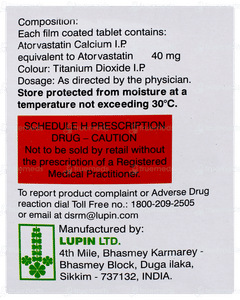 Composition:
Each film coated tablet contains:
Atorvastatin Calcium I.P
equivalent to Atorvastatin 40 mg
Colour: Titanium Dioxide I.P
Dosage: As directed by the physician.
Store protected from moisture at a
temperature not exceeding 30°C.
SCHEDULE H PRESCRIPTION
DRUG - CAUTION
Not to be sold by retail without
the prescription of a Registered
Medical Practitioner.
To report product complaint or Adverse Drug
reaction dial Toll Free no.: 1800-209-2505
or email at dsrm@lupin.com
Manufactured by:
LUPIN LTD.
4th Mile, Bhasmey Karmarey -
Bhasmey Block, Duga ilaka,
Sikkim - 737132, INDIA.